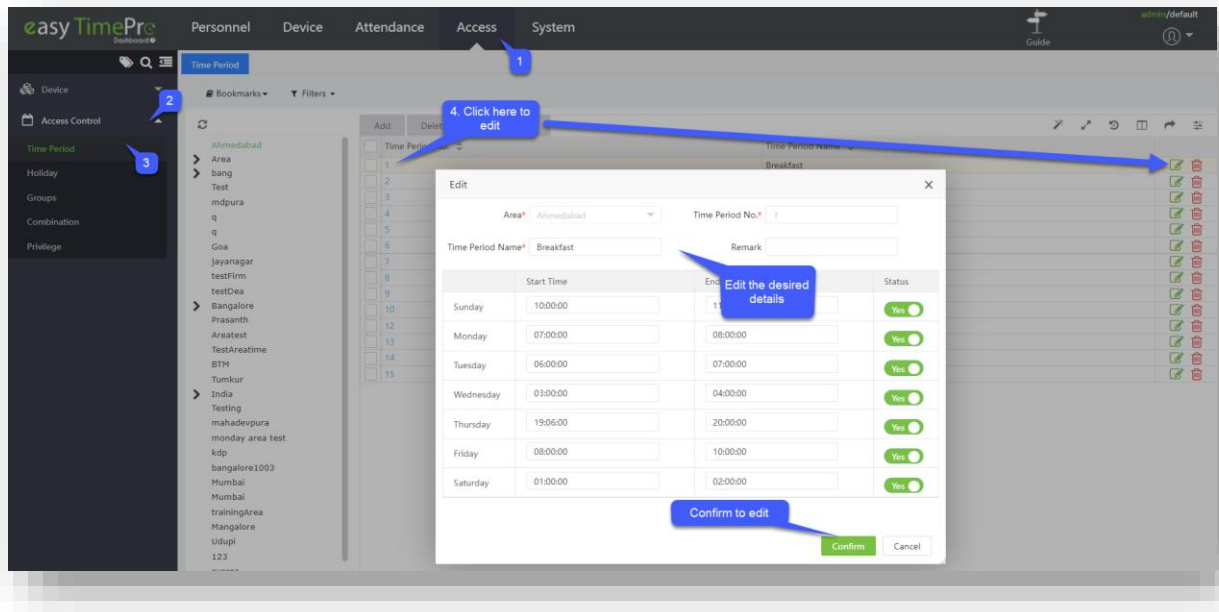 easy TimePro
Dashboard
Personnel
Device
Attendance
Access
System
Guide
admin/default
1
Time Period
Device
2
Access Control
Time Period
3
Holiday
Groups
Combination
Privilege
Bookmarks
Filters
Ahmedabad
Area
bang
Test
mdpura
q
q
Goa
jayanagar
testFirm
testDea
Bangalore
Prasanth
Areatest
TestAreatime
BTM
Tumkur
India
Testing
mahadevpura
monday area test
kdp
bangalore1003
Mumbai
Mumbai
trainingArea
Mangalore
Udupi
123
Add
4. Click here to
edit
Time Period Name
1
Breakfast
2
3
4
5
6
7
8
9
10
12
13
14
15
Edit
Area* Ahmedabad
Time Period No.* 1
Time Period Name* Breakfast
Remark
Edit the desired
details
Start Time
Status
Sunday 10:00:00 Yes
Monday 07:00:00 08:00:00 Yes
Tuesday 06:00:00 07:00:00 Yes
Wednesday 03:00:00 04:00:00 Yes
Thursday 19:06:00 20:00:00 Yes
Friday 08:00:00 10:00:00 Yes
Saturday 01:00:00 02:00:00 Yes
Confirm to edit
Confirm
Cancel